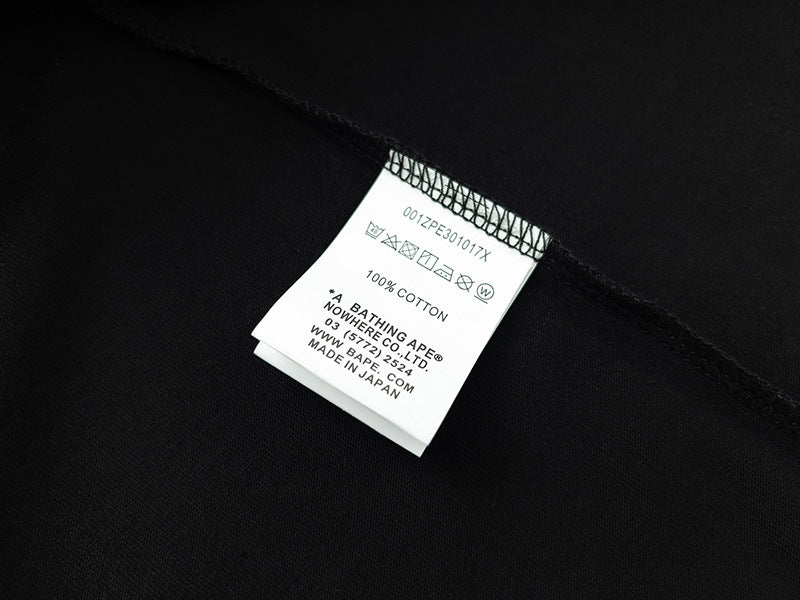 001ZPE301017X
100% COTTON
*A BATHING APE®
NOWHERE CO.,LTD.
03 (5772) 2524
WWW BAPE. COM
MADE IN JAPAN